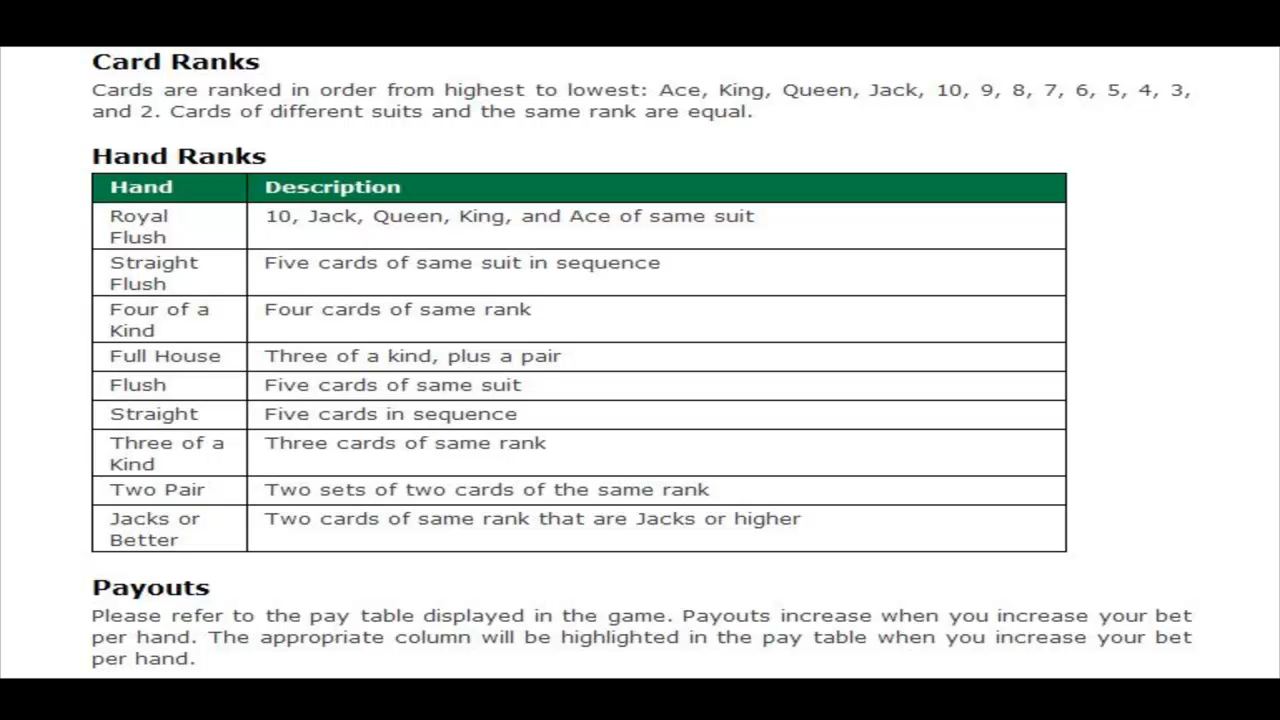 Card Ranks
Cards are ranked in order from highest to lowest: Ace, King, Queen, Jack, 10, 9, 8, 7, 6, 5, 4, 3,
and 2. Cards of different suits and the same rank are equal.
Hand Ranks
Hand Description
Royal Flush 10, Jack, Queen, King, and Ace of same suit
Straight Flush Five cards of same suit in sequence
Four of a Kind Four cards of same rank
Full House Three of a kind, plus a pair
Flush Five cards of same suit
Straight Five cards in sequence
Three of a Kind Three cards of same rank
Two Pair Two sets of two cards of the same rank
Jacks or Better Two cards of same rank that are Jacks or higher
Payouts
Please refer to the pay table displayed in the game. Payouts increase when you increase your bet
per hand. The appropriate column will be highlighted in the pay table when you increase your bet
per hand.